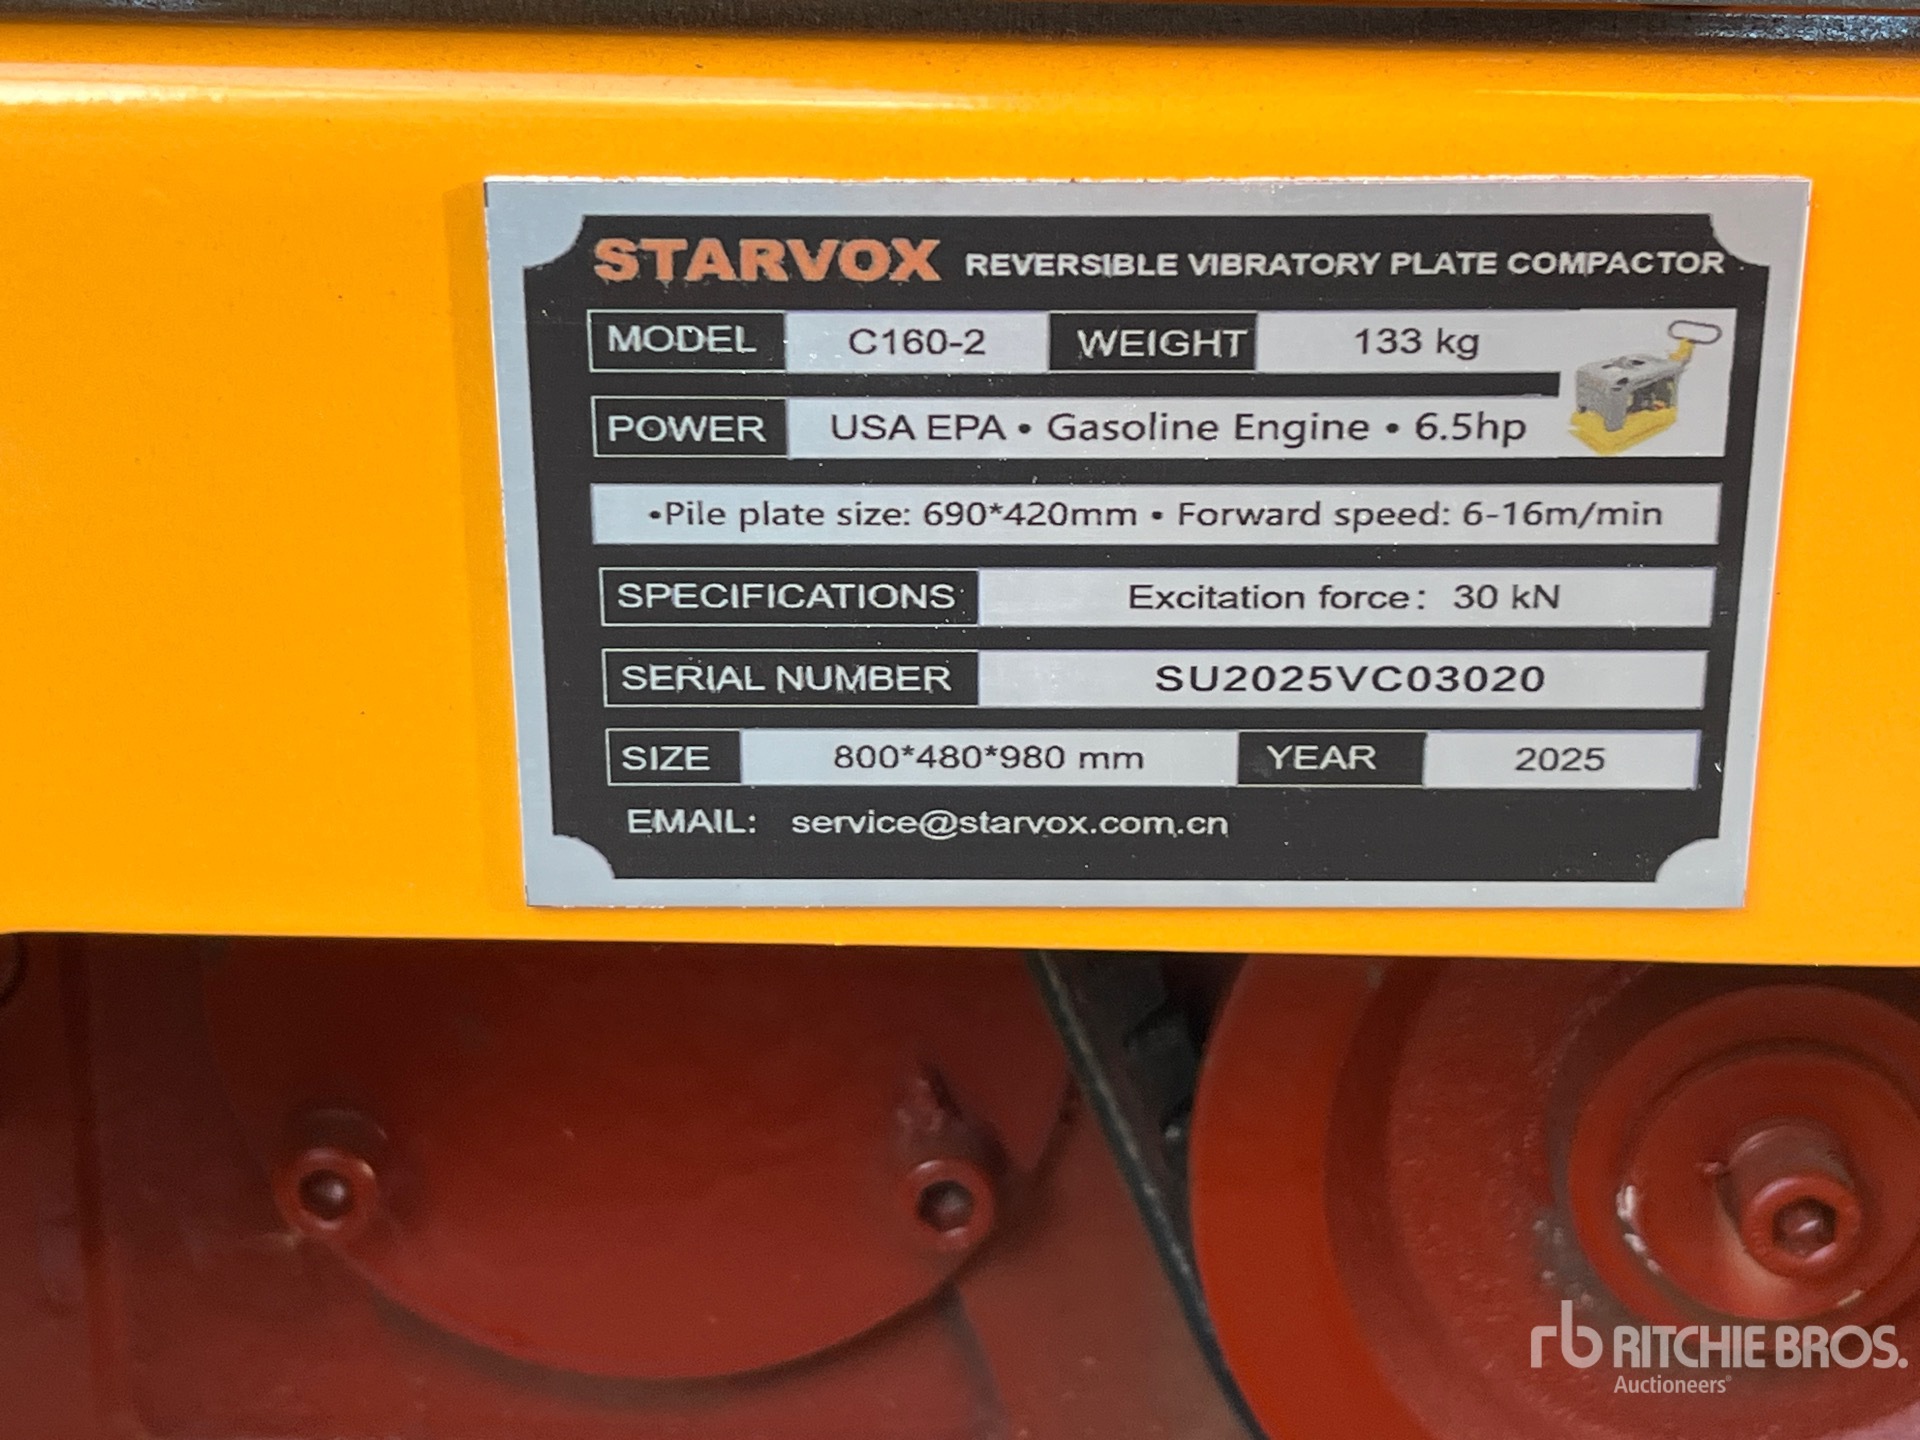 STARVOX REVERSIBLE VIBRATORY PLATE COMPACTOR
MODEL C160-2 WEIGHT 133 kg
POWER USA EPA • Gasoline Engine • 6.5hp
•Pile plate size: 690*420mm • Forward speed: 6-16m/min
SPECIFICATIONS Excitation force: 30 kN
SERIAL NUMBER SU2025VC03020
SIZE 800*480*980 mm YEAR 2025
EMAIL: service@starvox.com.cn
rb RITCHIE BROS.
Auctioneers